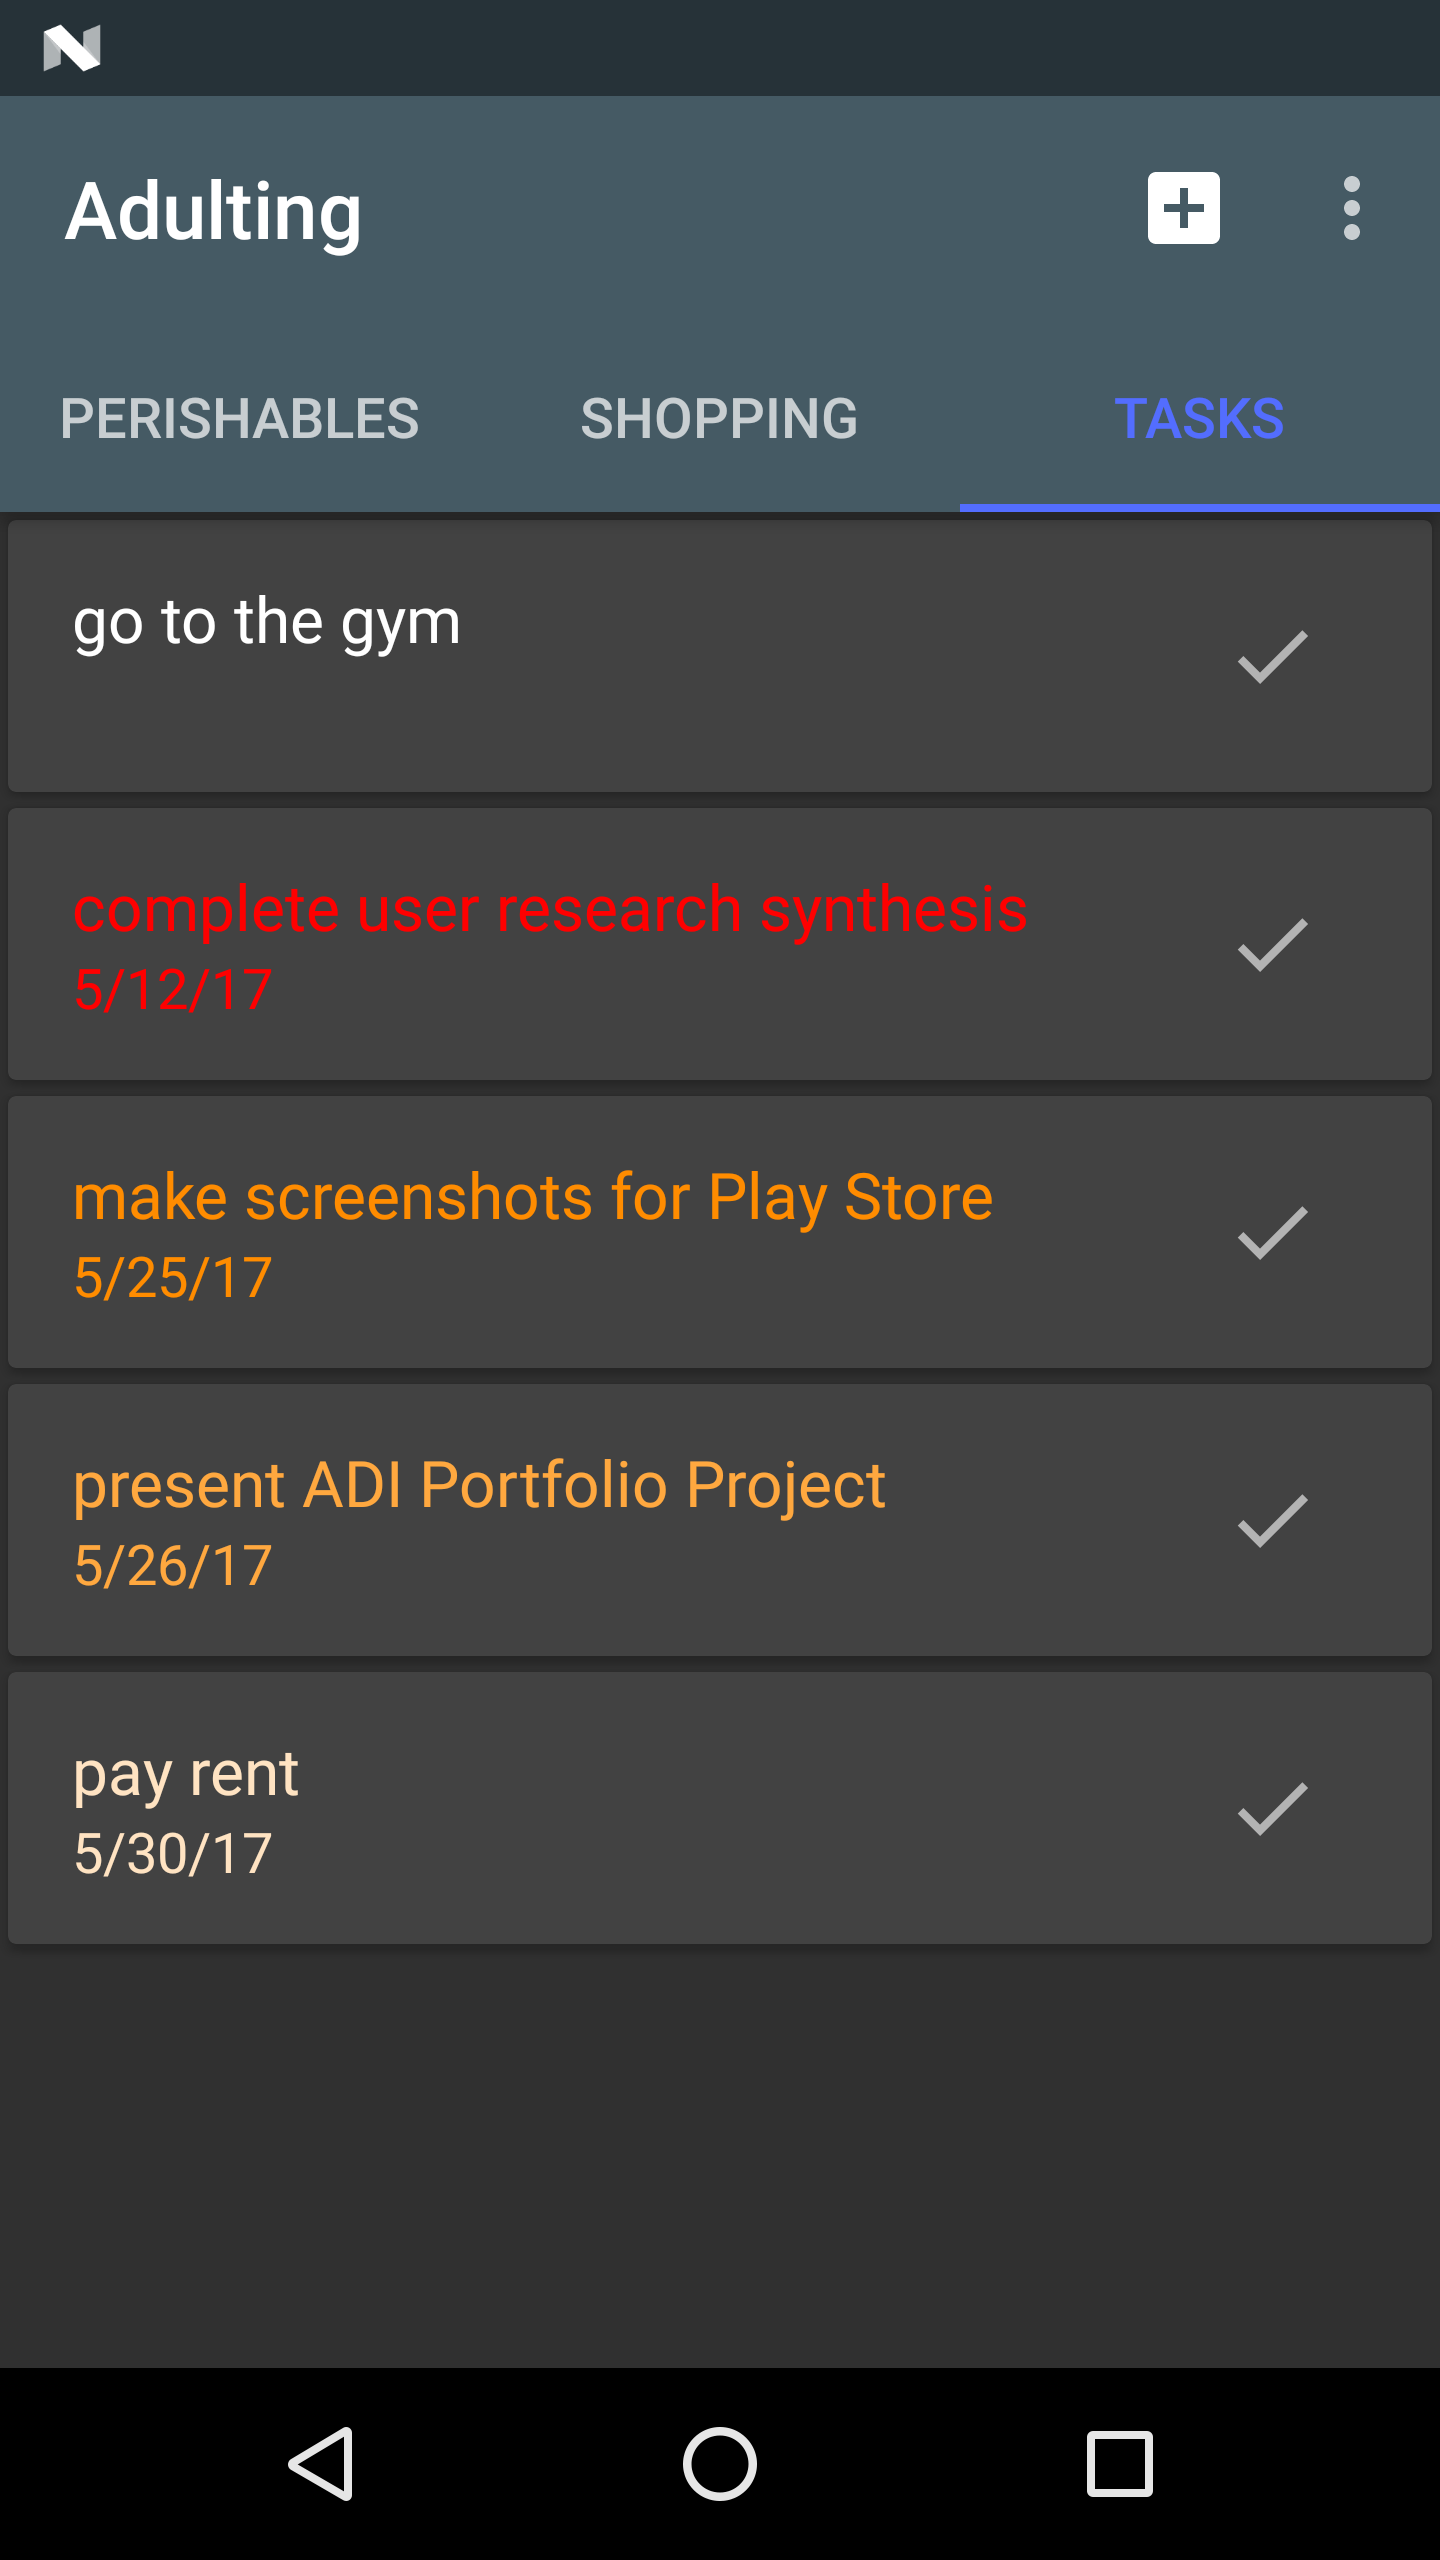 Adulting
PERISHABLES SHOPPING TASKS
go to the gym
complete user research synthesis
5/12/17
make screenshots for Play Store
5/25/17
present ADI Portfolio Project
5/26/17
pay rent
5/30/17